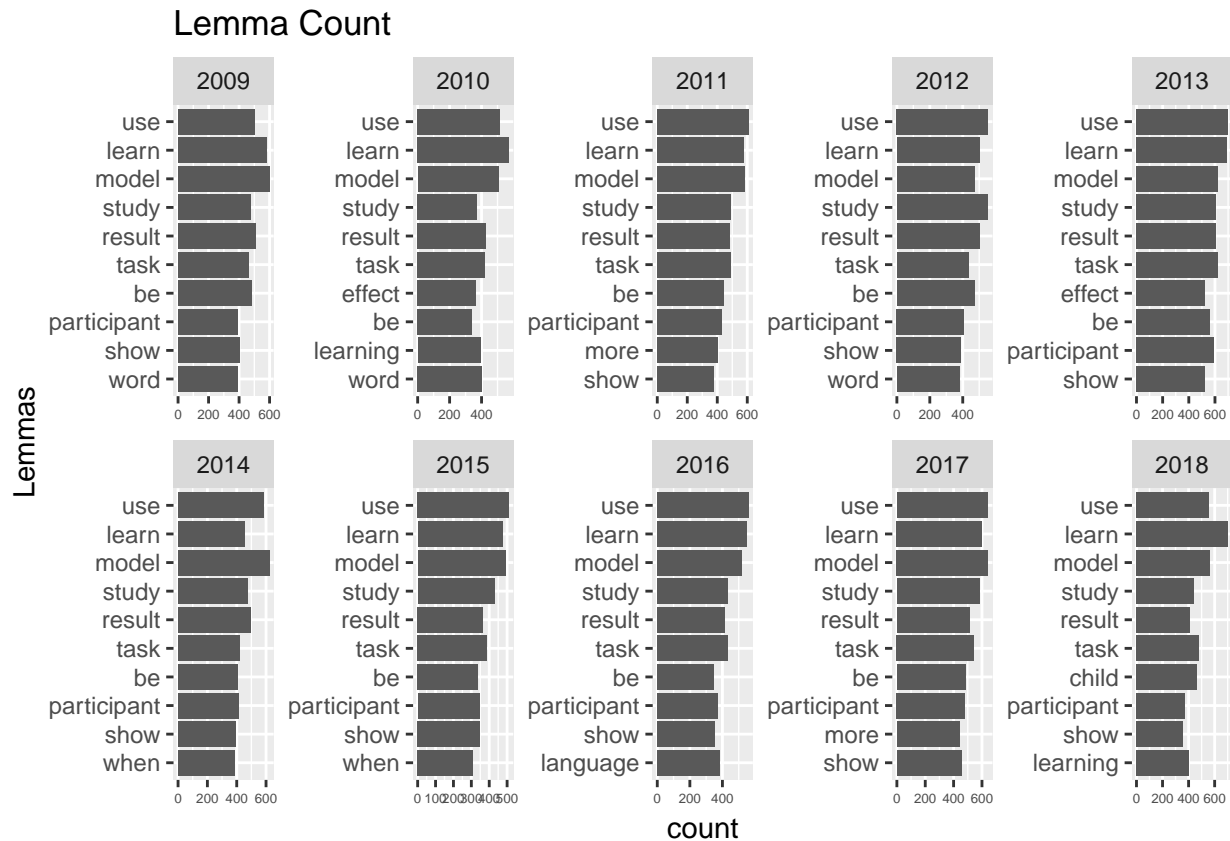 Lemma Count
2009
2010
2011
2012
2013
use
learn
model
study
result
task
be
participant
show
word
0 200 400 600
use
learn
model
study
result
task
effect
be
learning
word
0 200 400
use
learn
model
study
result
task
be
participant
more
show
0 200 400 600
use
learn
model
study
result
task
be
participant
show
word
0 200 400
use
learn
model
study
result
task
effect
be
participant
show
0 200 400 600
Lemmas
2014
2015
2016
2017
2018
use
learn
model
study
result
task
be
participant
show
when
0 200 400 600
use
learn
model
study
result
task
be
participant
show
when
0 100 200 300 400 500
use
learn
model
study
result
task
be
participant
show
language
0 200 400
use
learn
model
study
result
task
be
participant
more
show
0 200 400 600
use
learn
model
study
result
task
child
participant
show
learning
0 200 400 600
count